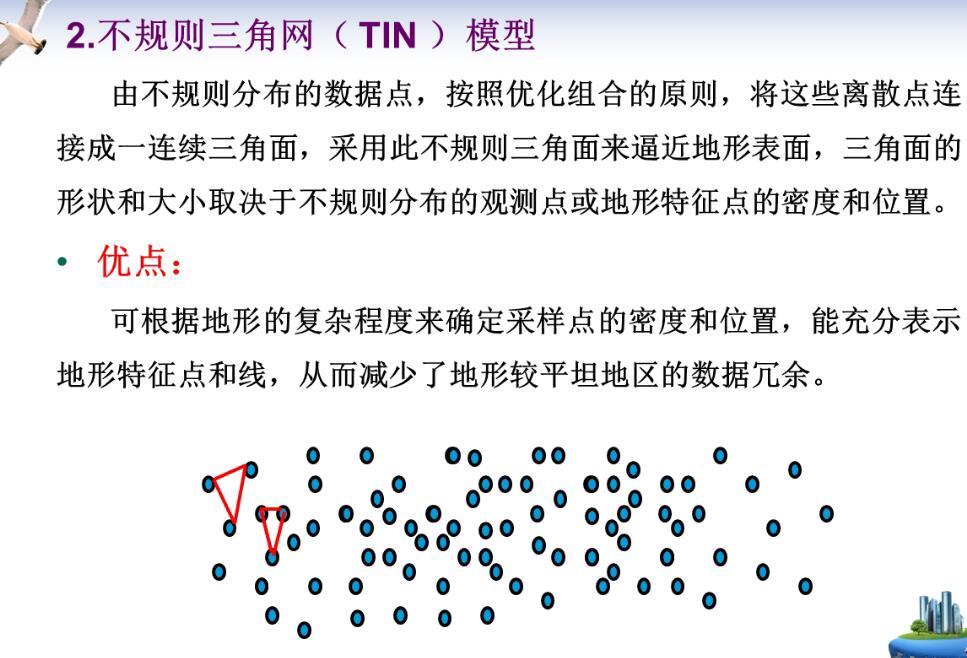 2.不规则三角网（ TIN ）模型
由不规则分布的数据点，按照优化组合的原则，将这些离散点连
接成一连续三角面，采用此不规则三角面来逼近地形表面，三角面的
形状和大小取决于不规则分布的观测点或地形特征点的密度和位置。
• 优点：
可根据地形的复杂程度来确定采样点的密度和位置，能充分表示
地形特征点和线，从而减少了地形较平坦地区的数据冗余。